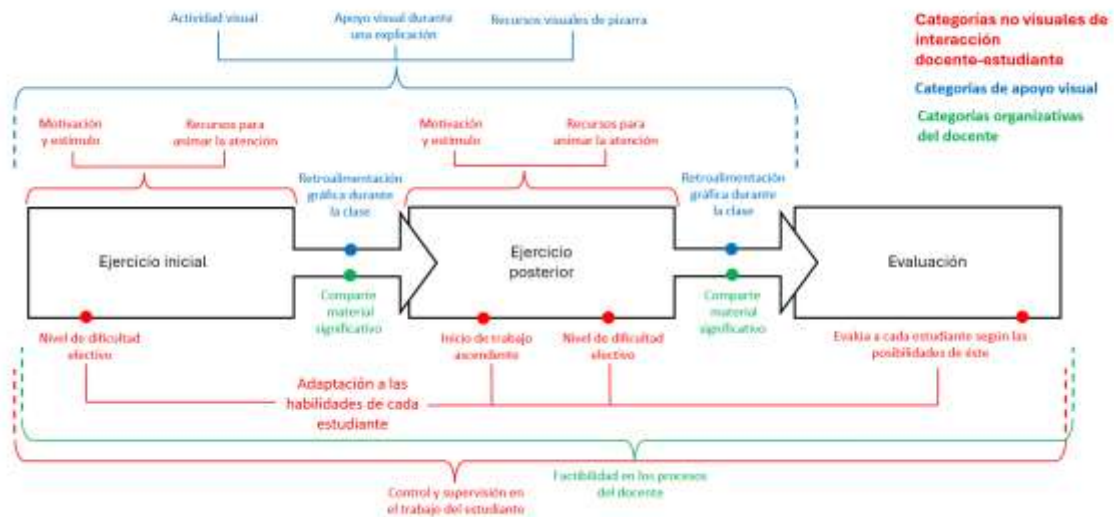 Actividad visual
Apoyo visual durante
una explicación
Recursos visuales de pizarra
Categorías no visuales de
interacción
docente-estudiante
Categorías de apoyo visual
Categorías organizativas
del docente
Motivación
y estímulo
Recursos para
animar la atención
Motivación
y estímulo
Recursos para
animar la atención
Retroalimentación
gráfica durante
la clase
Retroalimentación
gráfica durante
la clase
Ejercicio inicial
Ejercicio
posterior
Evaluación
Comparte
material
significativo
Comparte
material
significativo
Nivel de dificultad
efectivo
Inicio de trabajo
ascendente
Nivel de dificultad
efectivo
Evalúa a cada estudiante según las
posibilidades de éste
Adaptación a las
habilidades de cada
estudiante
Factibilidad en los procesos
del docente
Control y supervisión en
el trabajo del estudiante